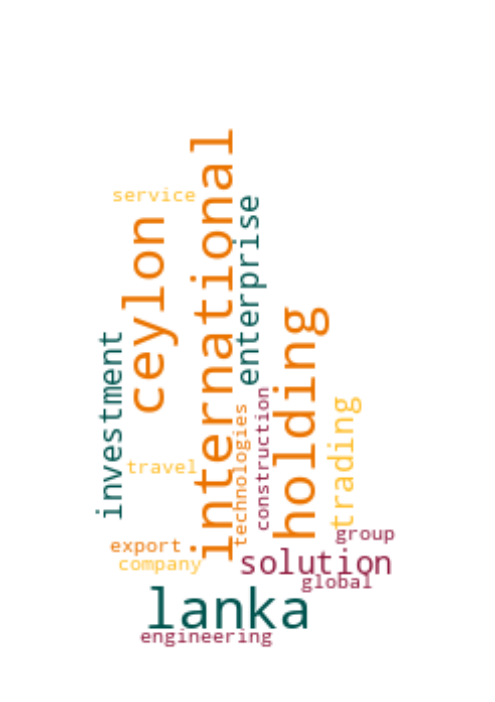 service
international
ceylon
enterprise
holding
investment
construction
trading
technologies
travel
group
export
solution
company
global
lanka
engineering